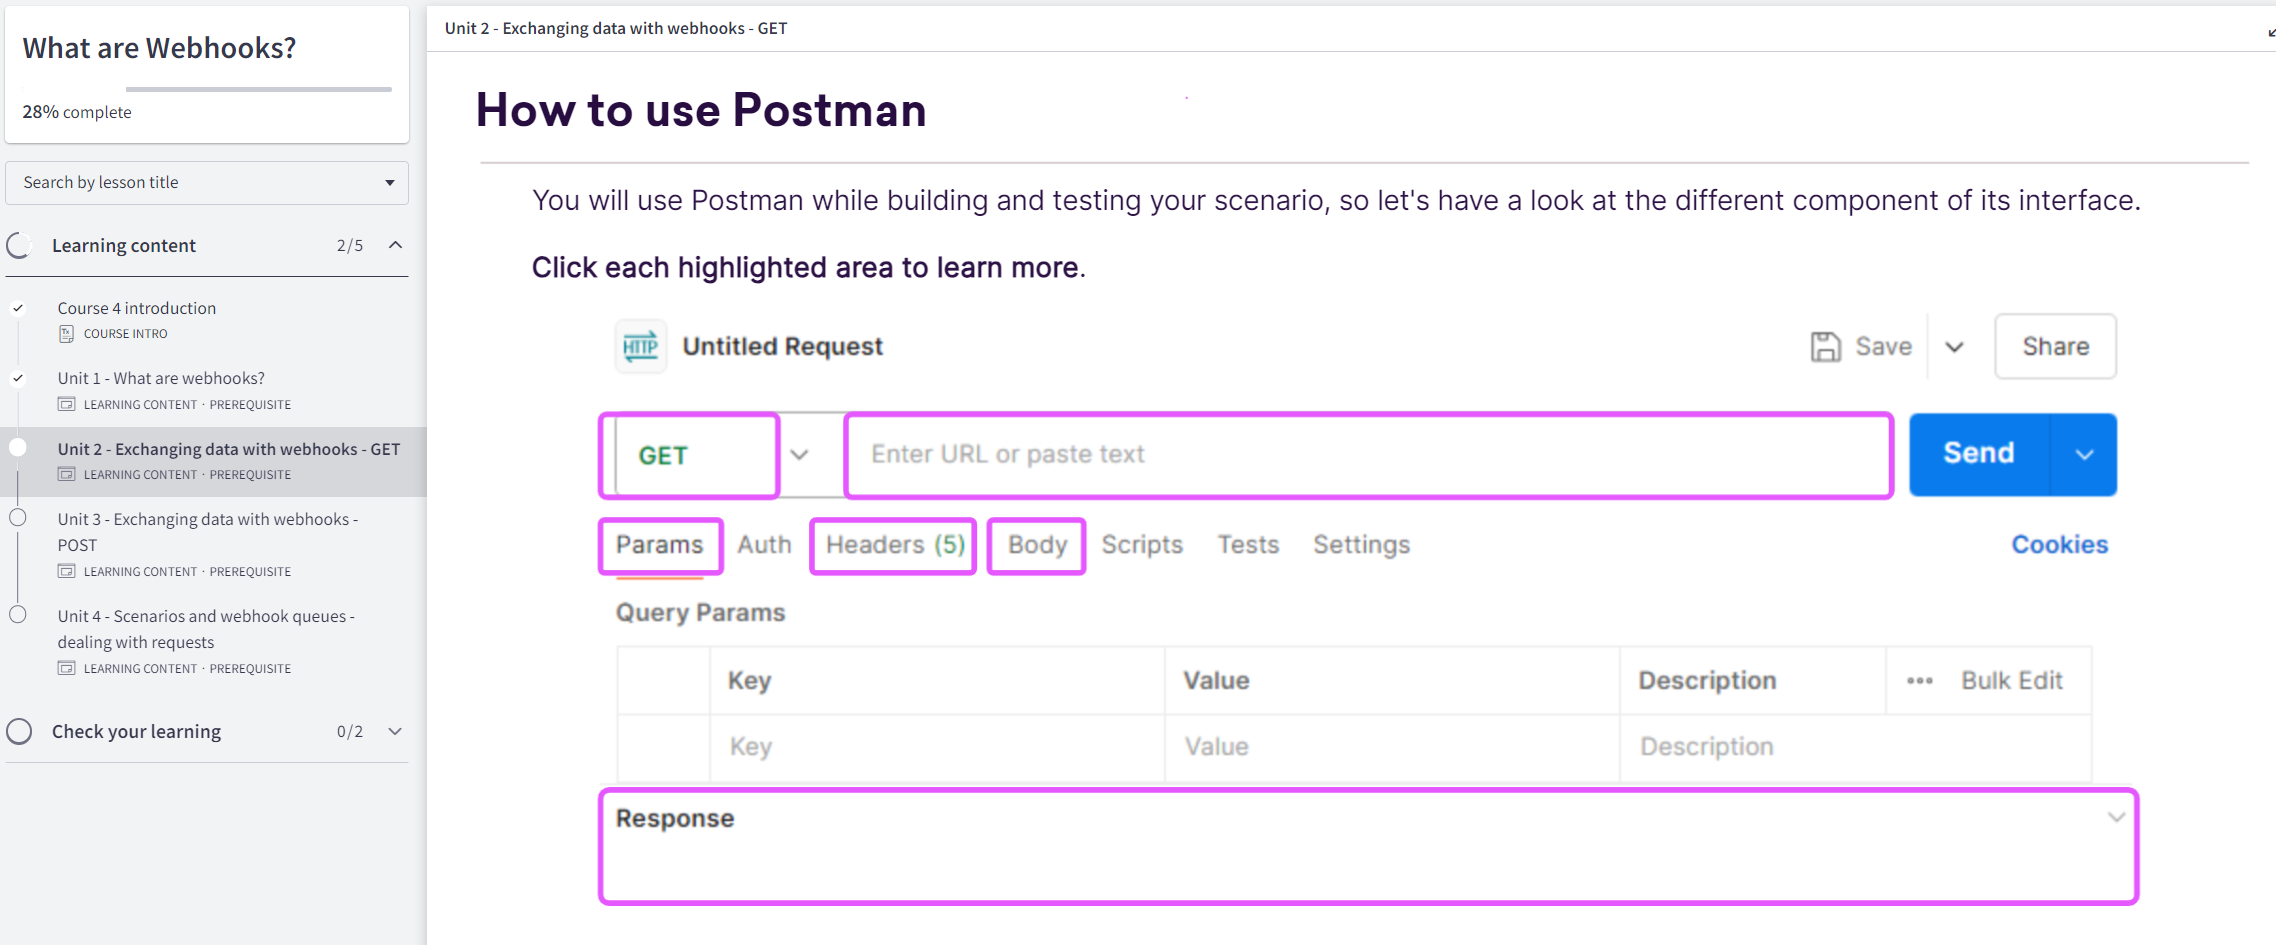 What are Webhooks?
28% complete
Search by lesson title
Learning content 2/5
Course 4 introduction
COURSE INTRO
Unit 1 - What are webhooks?
LEARNING CONTENT · PREREQUISITE
Unit 2 - Exchanging data with webhooks - GET
LEARNING CONTENT · PREREQUISITE
Unit 3 - Exchanging data with webhooks -
POST
LEARNING CONTENT · PREREQUISITE
Unit 4 - Scenarios and webhook queues -
dealing with requests
LEARNING CONTENT · PREREQUISITE
Check your learning 0/2
Unit 2 - Exchanging data with webhooks - GET
How to use Postman
You will use Postman while building and testing your scenario, so let's have a look at the different component of its interface.
Click each highlighted area to learn more.
HTTP Untitled Request Save Share
GET Enter URL or paste text Send
Params Auth Headers (5) Body Scripts Tests Settings Cookies
Query Params
Key Value Description ••• Bulk Edit
Key Value Description
Response